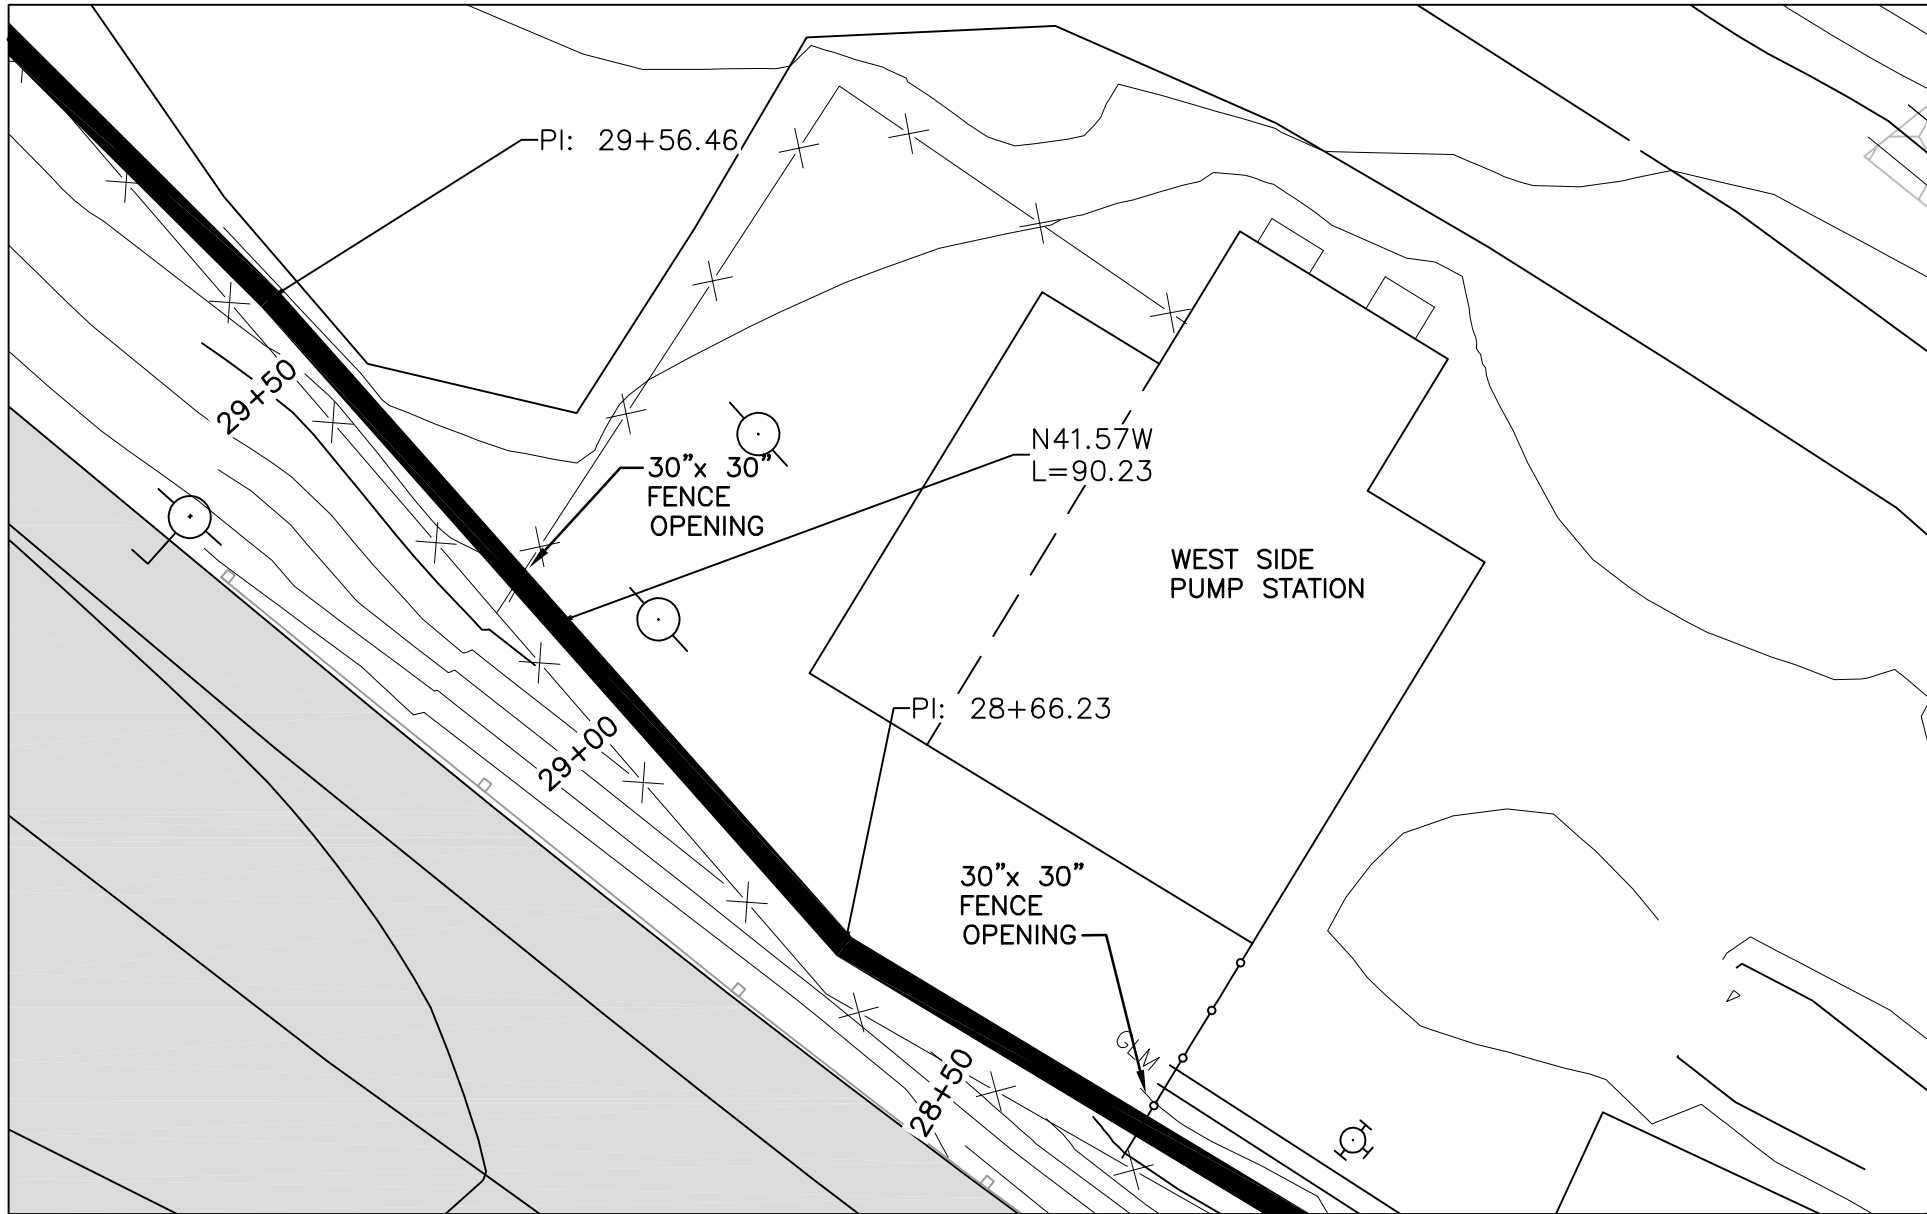 PI: 29+56.46
29+50
30"x 30"
FENCE
OPENING
N41.57W
L=90.23
WEST SIDE
PUMP STATION
PI: 28+66.23
29+00
30"x 30"
FENCE
OPENING
GLM
28+50